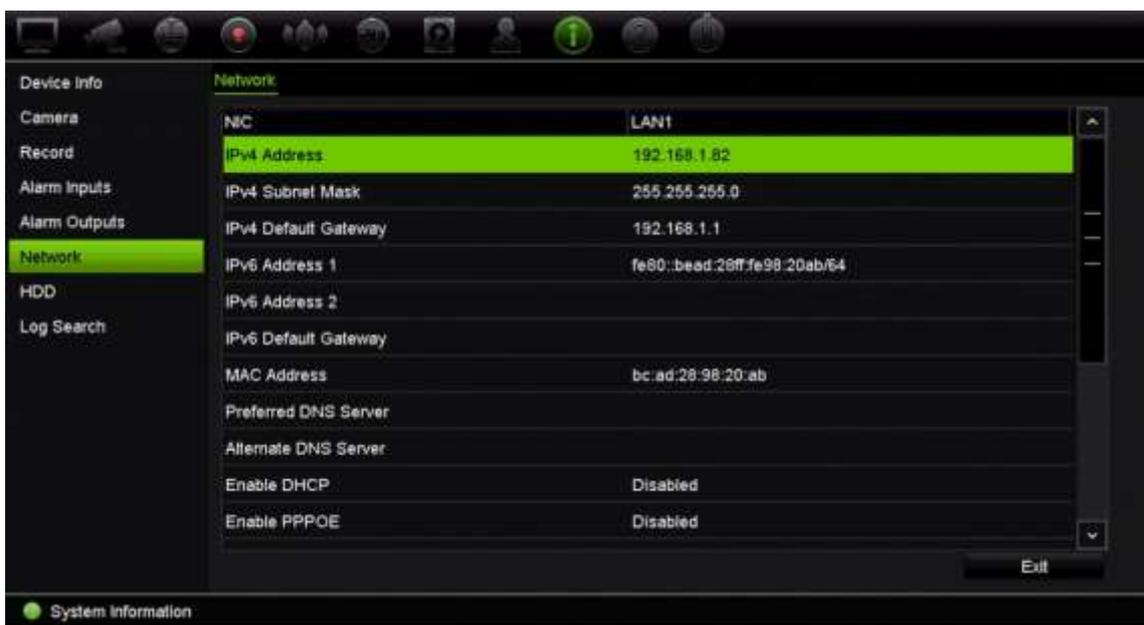 Device Info
Camera
Record
Alarm Inputs
Alarm Outputs
Network
HDD
Log Search
Network
NIC LAN1
IPv4 Address 192.168.1.82
IPv4 Subnet Mask 255.255.255.0
IPv4 Default Gateway 192.168.1.1
IPv6 Address 1 fe80::bead:28ff:fe98:20ab/64
IPv6 Address 2
IPv6 Default Gateway
MAC Address bc:ad:28:98:20:ab
Preferred DNS Server
Alternate DNS Server
Enable DHCP Disabled
Enable PPPOE Disabled
Exit
System Information